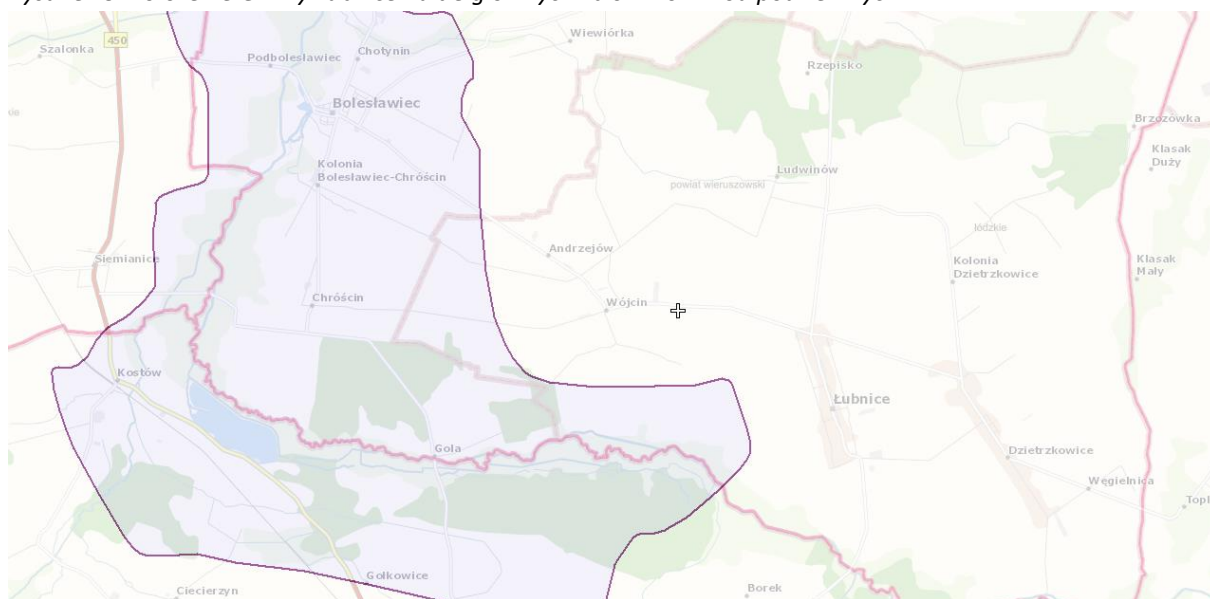 450
Szalonka
Chotynin
Wiewiórka
Podbolesławiec
Rzepisko
Bolesławiec
Brzozówka
Klasak
Duży
Kolonia
Bolesławiec-Chróścin
Ludwinów
powiat wieruszowski
łódzkie
Andrzejów
Siemianice
Kolonia
Dzietrzkowice
Klasak
Mały
Chróścin
Wójcin
Kostów
Łubnice
Gola
Dzietrzkowice
Węgielnica
Gołkowice
Ciecierzyn
Borek